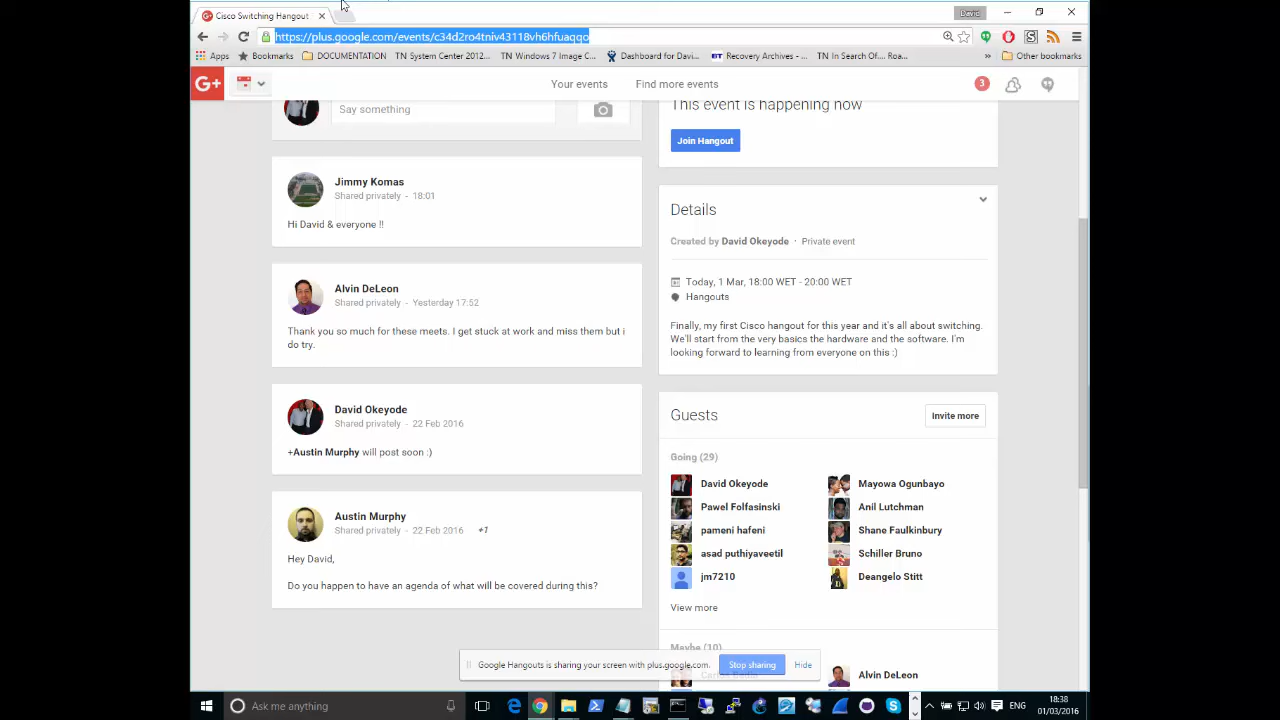 Cisco Switching Hangout
David
https://plus.google.com/events/c34d2ro4tniv43118vh6hfuaqqo
Apps Bookmarks DOCUMENTATION TN System Center 2012... TN Windows 7 Image C... Dashboard for Davi... BT Recovery Archives - ... TN System Center IT. Roa... » Other bookmarks
G+ Your events Find more events 3
Say something
Jimmy Komas
Shared privately - 18:01
Hi David & everyone !!
Alvin DeLeon
Shared privately - Yesterday 17:52
Thank you so much for these meets. I get stuck at work and miss them but i
do try.
David Okeyode
Shared privately - 22 Feb 2016
+Austin Murphy will post soon :)
Austin Murphy
Shared privately - 22 Feb 2016 +1
Hey David,
Do you happen to have an agenda of what will be covered during this?
This event is happening now
Join Hangout
Details
Created by David Okeyode · Private event
Today, 1 Mar, 18:00 WET - 20:00 WET
Hangouts
Finally, my first Cisco hangout for this year and it's all about switching.
We'll start from the very basics the hardware and the software. I'm
looking forward to learning from everyone on this :)
Guests
Invite more
Going (29)
David Okeyode Mayowa Ogunbayo
Pawel Folfasinski Anil Lutchman
pameni hafeni Shane Faulkinbury
asad puthiyaveetil Schiller Bruno
jm7210 Deangelo Stitt
View more
Maybe (10)
Alvin DeLeon
Google Hangouts is sharing your screen with plus.google.com. Stop sharing Hide
Ask me anything
ENG
18:38
01/03/2016